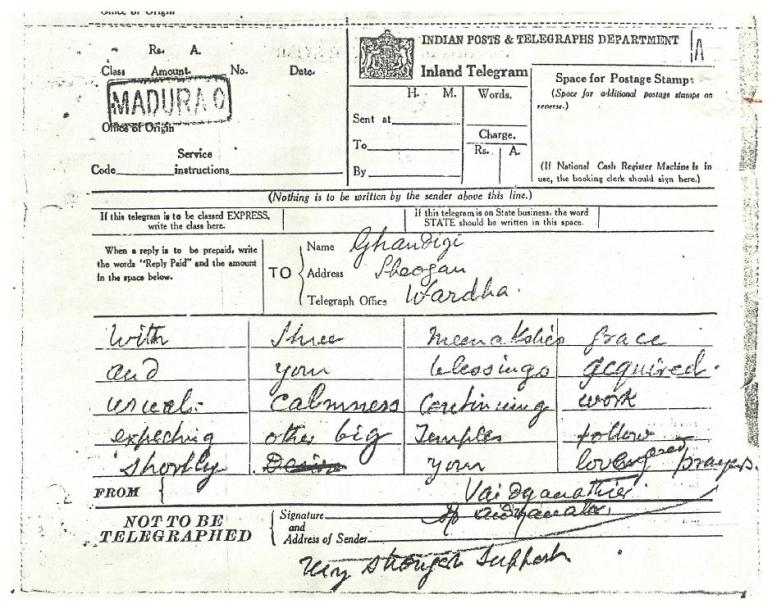 Office of Origin
Rs. A.
Class Amount. No. Date.
MADURA
Office of Origin
Service
Code instructions
INDIAN POSTS & TELEGRAPHS DEPARTMENT
A
Inland Telegram
H. M. Words.
Sent at
Charge.
To
Rs. A.
By
Space for Postage Stamps
(Space for additional postage stamps on
reverse.)
(If National Cash Register Machine is in
use, the booking clerk should sign here.)
(Nothing is to be written by the sender above this line.)
If this telegram is to be classed EXPRESS,
write the class here.
If this telegram is on State business, the word
STATE should be written in this space.
When a reply is to be prepaid, write
the words "Reply Paid" and the amount
in the space below.
TO
Name Ghandigi
Address Sheogau
Telegraph Office Wardha.
With Shree Meenakshies grace
and your blessings acquired.
usual calmness Continuing work
expecting other big Temples follow
shortly your prayers.
FROM Vaidyanathier
NOT TO BE
TELEGRAPHED
Signature
and
Address of Sender
support